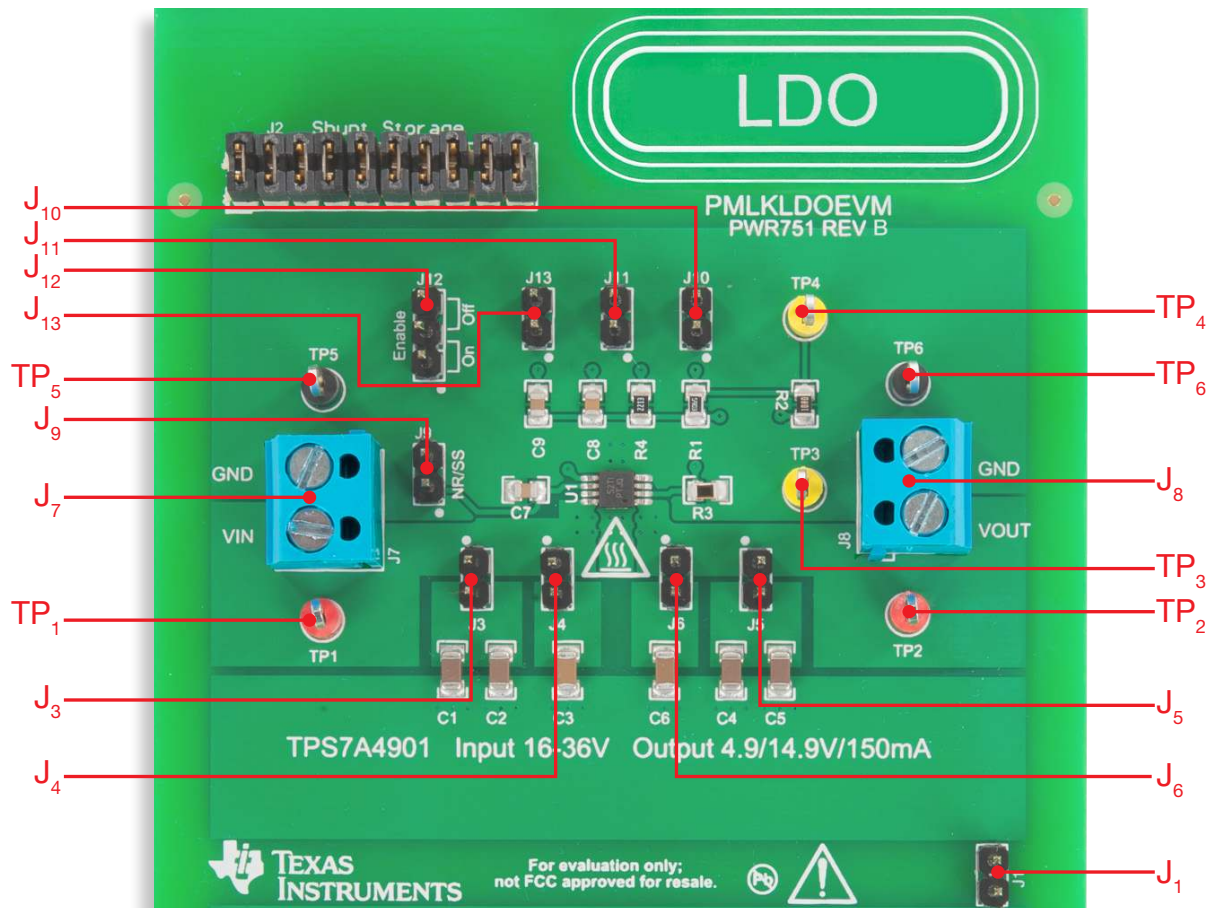 LDO
J2 Shunt Storage
PMLKLDOEVM
PWR751 REV B
J10
J11
J12
J13
TP5
J9
J7
TP1
J3
J4
TP4
TP6
J8
TP3
TP2
J5
J6
J1
J12
J13
J11
J10
TP4
Enable
Off
On
TP5
TP6
C9
C8
R4
R1
R2
J9
NR/SS
TP3
GND
VIN
J7
C7
U1
R3
GND
VOUT
J8
J3
J4
J6
J5
TP1
TP2
C1
C2
C3
C6
C4
C5
TPS7A4901 Input 16-36V Output 4.9/14.9V/150mA
TEXAS
INSTRUMENTS
For evaluation only;
not FCC approved for resale.
Pb
J1